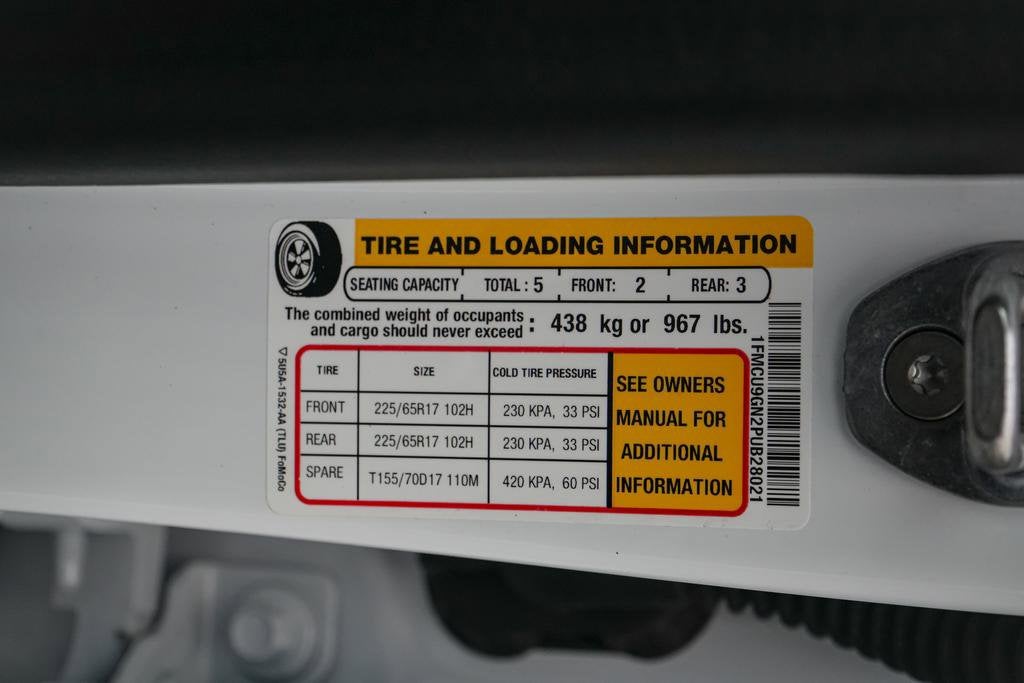 TIRE AND LOADING INFORMATION
SEATING CAPACITY TOTAL : 5 FRONT: 2 REAR: 3
The combined weight of occupants
and cargo should never exceed : 438 kg or 967 lbs.
TIRE SIZE COLD TIRE PRESSURE
FRONT 225/65R17 102H 230 KPA, 33 PSI
REAR 225/65R17 102H 230 KPA, 33 PSI
SPARE T155/70D17 110M 420 KPA, 60 PSI
SEE OWNERS
MANUAL FOR
ADDITIONAL
INFORMATION
1FMCU9GN2PUB28021
5U5A-1532-AA (TLU) FoMoCo